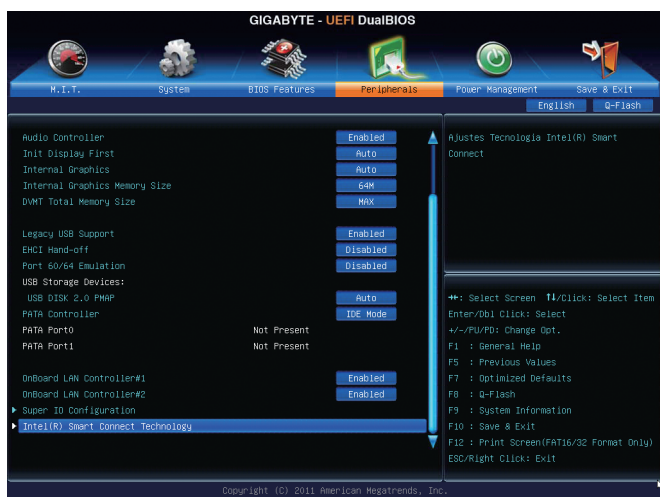 GIGABYTE - UEFI DualBIOS
M.I.T. System BIOS Features Peripherals Power Management Save & Exit
English Q-Flash
Audio Controller Enabled
Init Display First Auto
Internal Graphics Auto
Internal Graphics Memory Size 64M
DVMT Total Memory Size MAX
Legacy USB Support Enabled
EHCI Hand-off Disabled
Port 60/64 Emulation Disabled
USB Storage Devices:
USB DISK 2.0 PMAP Auto
PATA Controller IDE Mode
PATA Port0 Not Present
PATA Port1 Not Present
OnBoard LAN Controller#1 Enabled
OnBoard LAN Controller#2 Enabled
Super IO Configuration
Intel(R) Smart Connect Technology
Ajustes Tecnologia Intel(R) Smart
Connect
→←: Select Screen ↑↓/Click: Select Item
Enter/Dbl Click: Select
+/-/PU/PD: Change Opt.
F1 : General Help
F5 : Previous Values
F7 : Optimized Defaults
F8 : Q-Flash
F9 : System Information
F10 : Save & Exit
F12 : Print Screen(FAT16/32 Format Only)
ESC/Right Click: Exit
Copyright (C) 2011 American Megatrends, Inc.